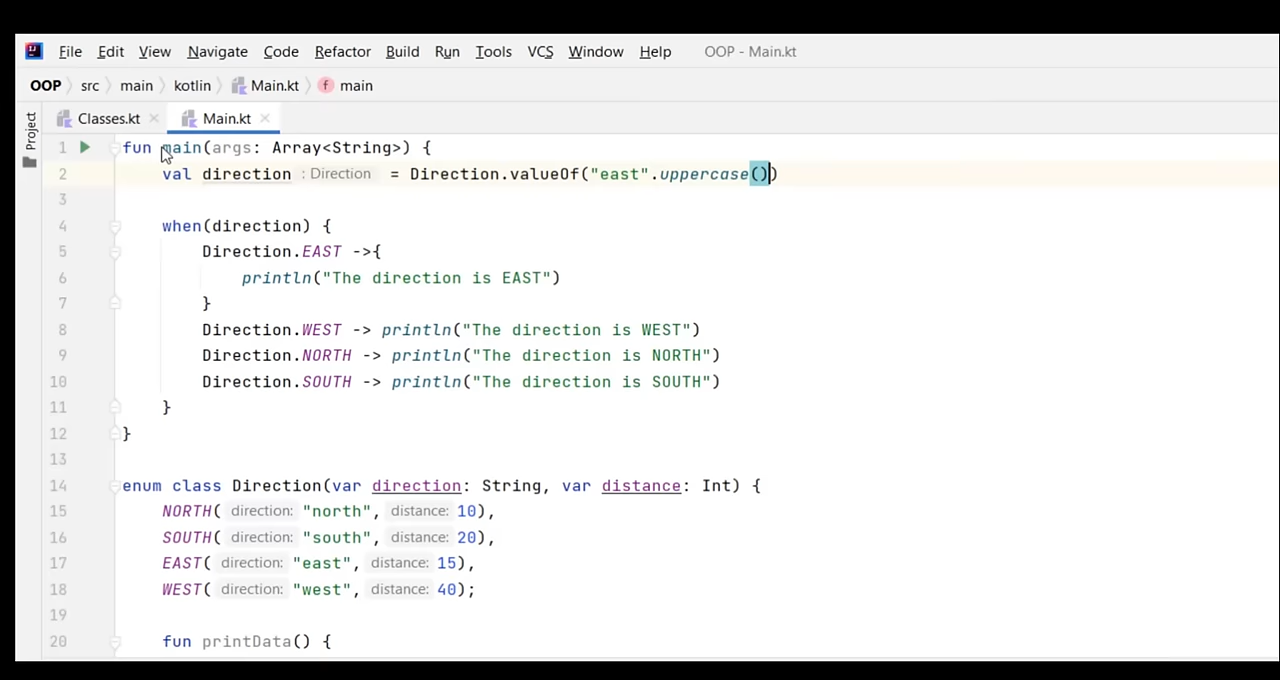 File Edit View Navigate Code Refactor Build Run Tools VCS Window Help OOP - Main.kt
OOP src main kotlin Main.kt f main
Project
Classes.kt Main.kt
1 fun main(args: Array<String>) {
2 val direction : Direction = Direction.valueOf("east".uppercase())
3
4 when(direction) {
5 Direction.EAST ->{
6 println("The direction is EAST")
7 }
8 Direction.WEST -> println("The direction is WEST")
9 Direction.NORTH -> println("The direction is NORTH")
10 Direction.SOUTH -> println("The direction is SOUTH")
11 }
12 }
13
14 enum class Direction(var direction: String, var distance: Int) {
15 NORTH( direction: "north", distance: 10),
16 SOUTH( direction: "south", distance: 20),
17 EAST( direction: "east", distance: 15),
18 WEST( direction: "west", distance: 40);
19
20 fun printData() {